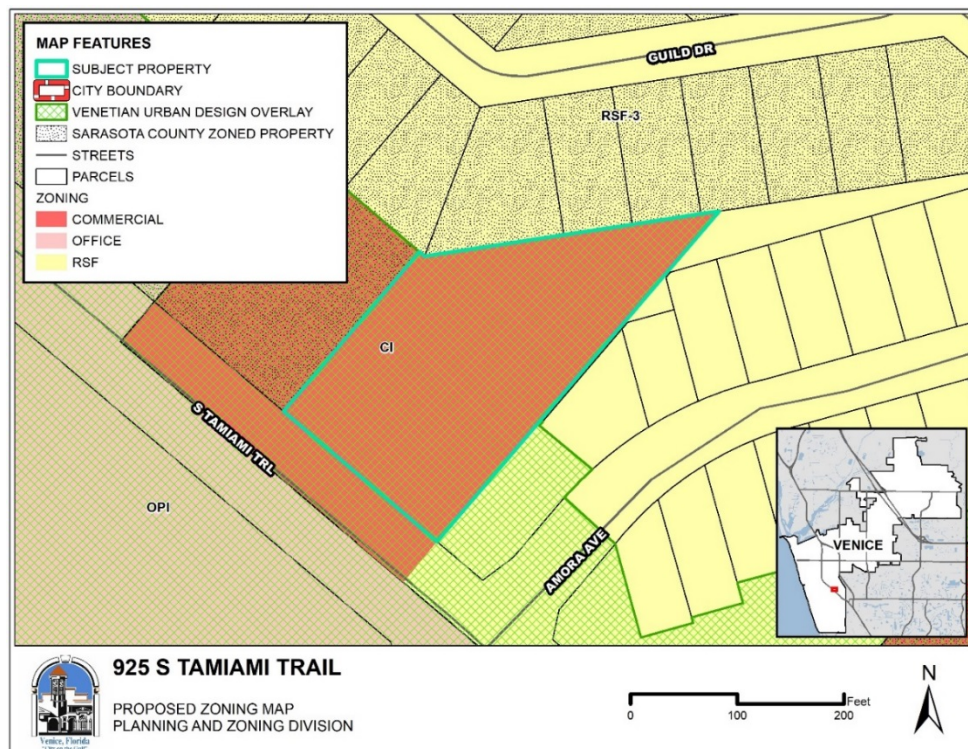 MAP FEATURES
SUBJECT PROPERTY
CITY BOUNDARY
VENETIAN URBAN DESIGN OVERLAY
SARASOTA COUNTY ZONED PROPERTY
STREETS
PARCELS
ZONING
COMMERCIAL
OFFICE
RSF
GUILD DR
RSF-3
CI
S TAMIAMI TRL
OPI
AMORA AVE
VENICE
925 S TAMIAMI TRAIL
PROPOSED ZONING MAP
PLANNING AND ZONING DIVISION
Venice, Florida
Feet
0 100 200
N